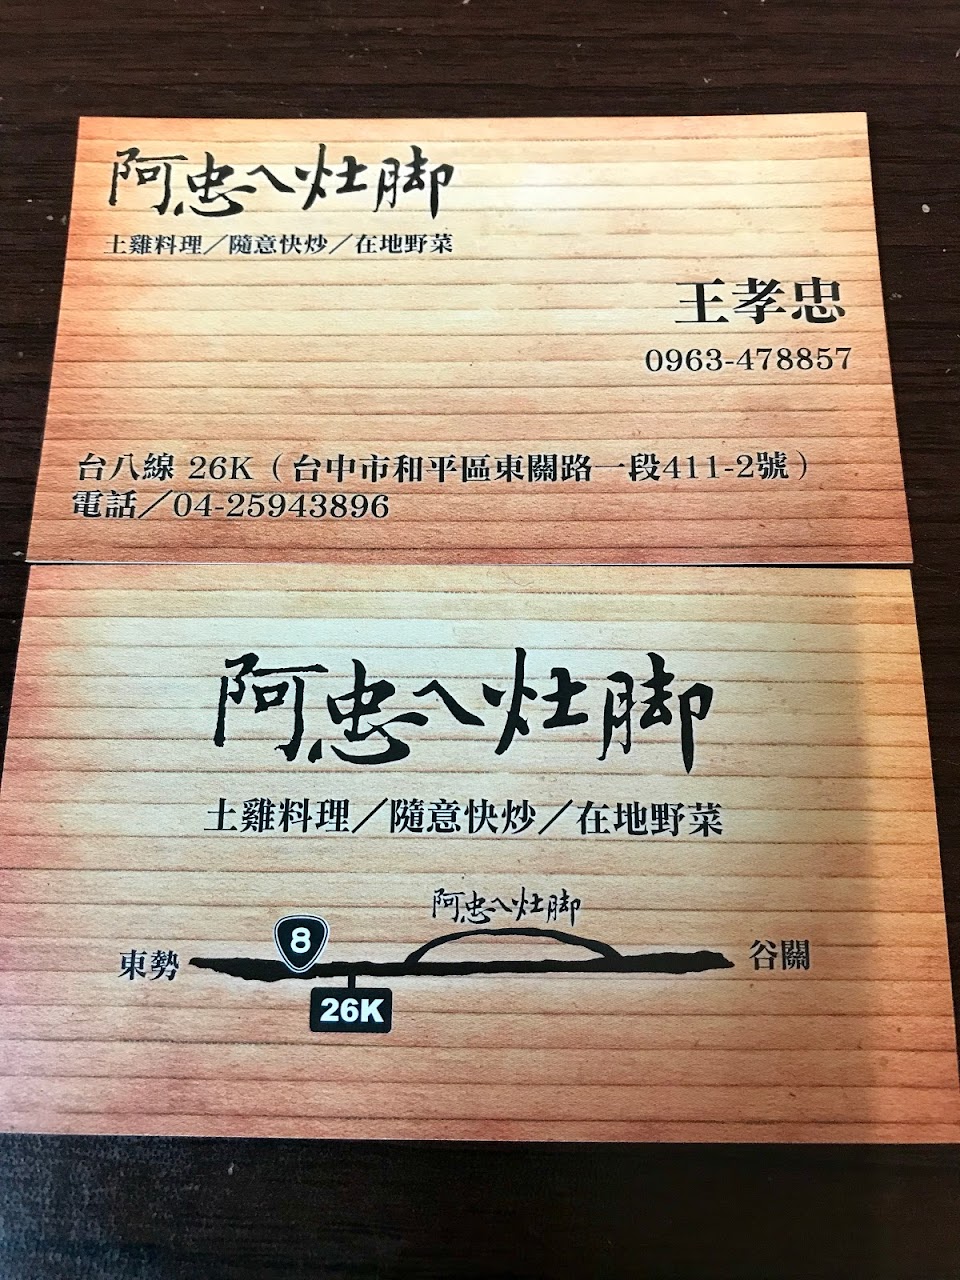 阿忠ㄟ灶腳
土雞料理／隨意快炒／在地野菜
王孝忠
0963-478857
台八線 26K（台中市和平區東關路一段411-2號）
電話／04-25943896
阿忠ㄟ灶腳
土雞料理／隨意快炒／在地野菜
阿忠ㄟ灶腳
東勢 8 谷關
26K